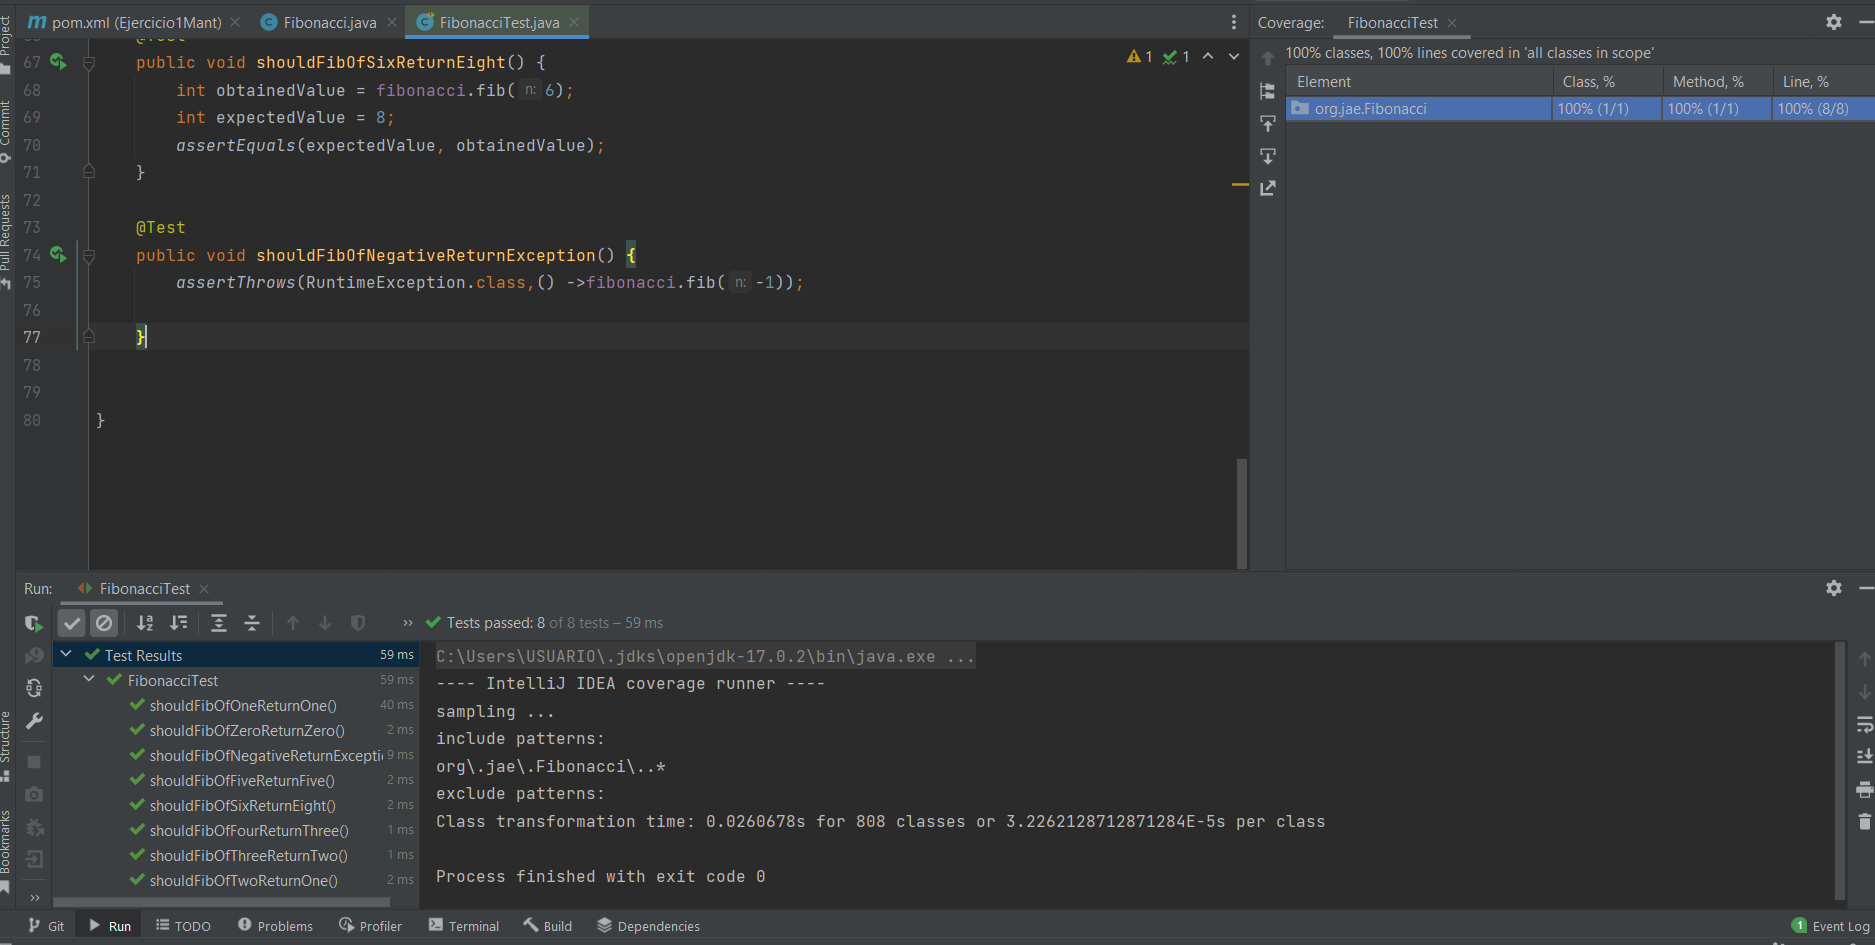 pom.xml (Ejercicio1Mant)
Fibonacci.java
FibonacciTest.java
Project
Commit
Pull Requests
Structure
Bookmarks
1 1
67 public void shouldFibOfSixReturnEight() {
68 int obtainedValue = fibonacci.fib( n: 6);
69 int expectedValue = 8;
70 assertEquals(expectedValue, obtainedValue);
71 }
72
73 @Test
74 public void shouldFibOfNegativeReturnException() {
75 assertThrows(RuntimeException.class,() ->fibonacci.fib( n: -1));
76
77 }
78
79
80 }
Coverage: FibonacciTest
100% classes, 100% lines covered in 'all classes in scope'
Element Class, % Method, % Line, %
org.jae.Fibonacci 100% (1/1) 100% (1/1) 100% (8/8)
Run: FibonacciTest
Tests passed: 8 of 8 tests – 59 ms
Test Results 59 ms
FibonacciTest 59 ms
shouldFibOfOneReturnOne() 40 ms
shouldFibOfZeroReturnZero() 2 ms
shouldFibOfNegativeReturnExcepti 9 ms
shouldFibOfFiveReturnFive() 2 ms
shouldFibOfSixReturnEight() 2 ms
shouldFibOfFourReturnThree() 1 ms
shouldFibOfThreeReturnTwo() 1 ms
shouldFibOfTwoReturnOne() 2 ms
C:\Users\USUARIO\.jdks\openjdk-17.0.2\bin\java.exe ...
---- IntelliJ IDEA coverage runner ----
sampling ...
include patterns:
org\.jae\.Fibonacci\..*
exclude patterns:
Class transformation time: 0.0260678s for 808 classes or 3.2262128712871284E-5s per class
Process finished with exit code 0
Git
Run
TODO
Problems
Profiler
Terminal
Build
Dependencies
1 Event Log